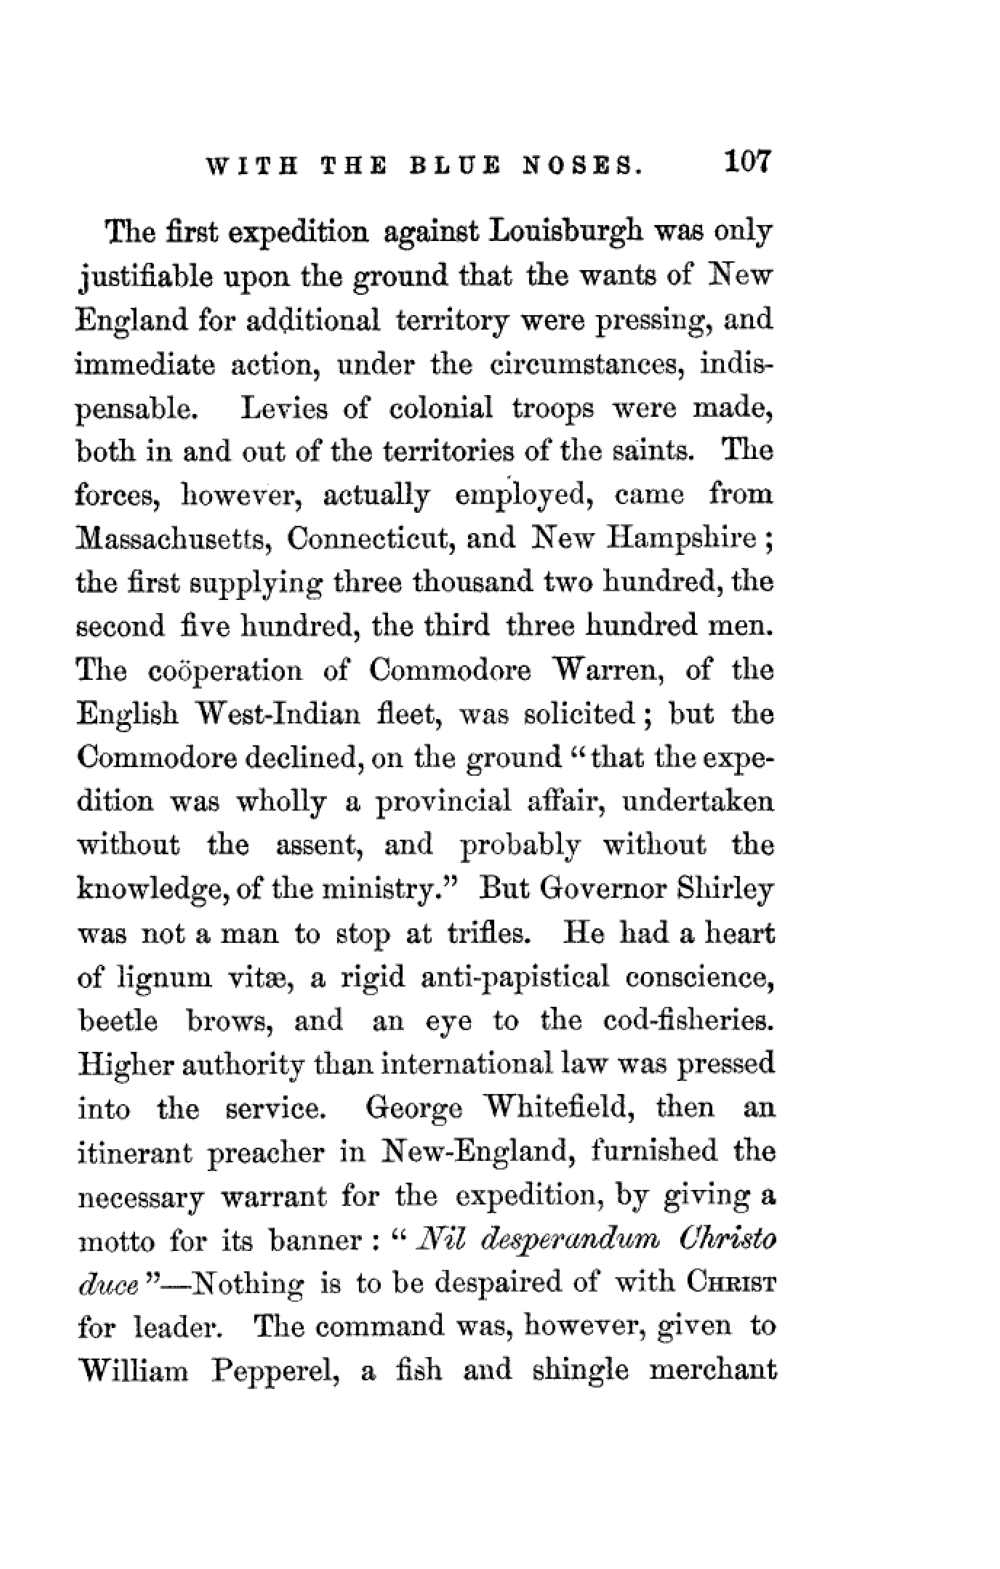 WITH THE BLUE NOSES. 107
The first expedition against Louisburgh was only
justifiable upon the ground that the wants of New
England for additional territory were pressing, and
immediate action, under the circumstances, indis-
pensable. Levies of colonial troops were made,
both in and out of the territories of the saints. The
forces, however, actually employed, came from
Massachusetts, Connecticut, and New Hampshire;
the first supplying three thousand two hundred, the
second five hundred, the third three hundred men.
The coöperation of Commodore Warren, of the
English West-Indian fleet, was solicited; but the
Commodore declined, on the ground “that the expe-
dition was wholly a provincial affair, undertaken
without the assent, and probably without the
knowledge, of the ministry.” But Governor Shirley
was not a man to stop at trifles. He had a heart
of lignum vitæ, a rigid anti-papistical conscience,
beetle brows, and an eye to the cod-fisheries.
Higher authority than international law was pressed
into the service. George Whitefield, then an
itinerant preacher in New-England, furnished the
necessary warrant for the expedition, by giving a
motto for its banner: “Nil desperandum Christo
duce”—Nothing is to be despaired of with CHRIST
for leader. The command was, however, given to
William Pepperel, a fish and shingle merchant